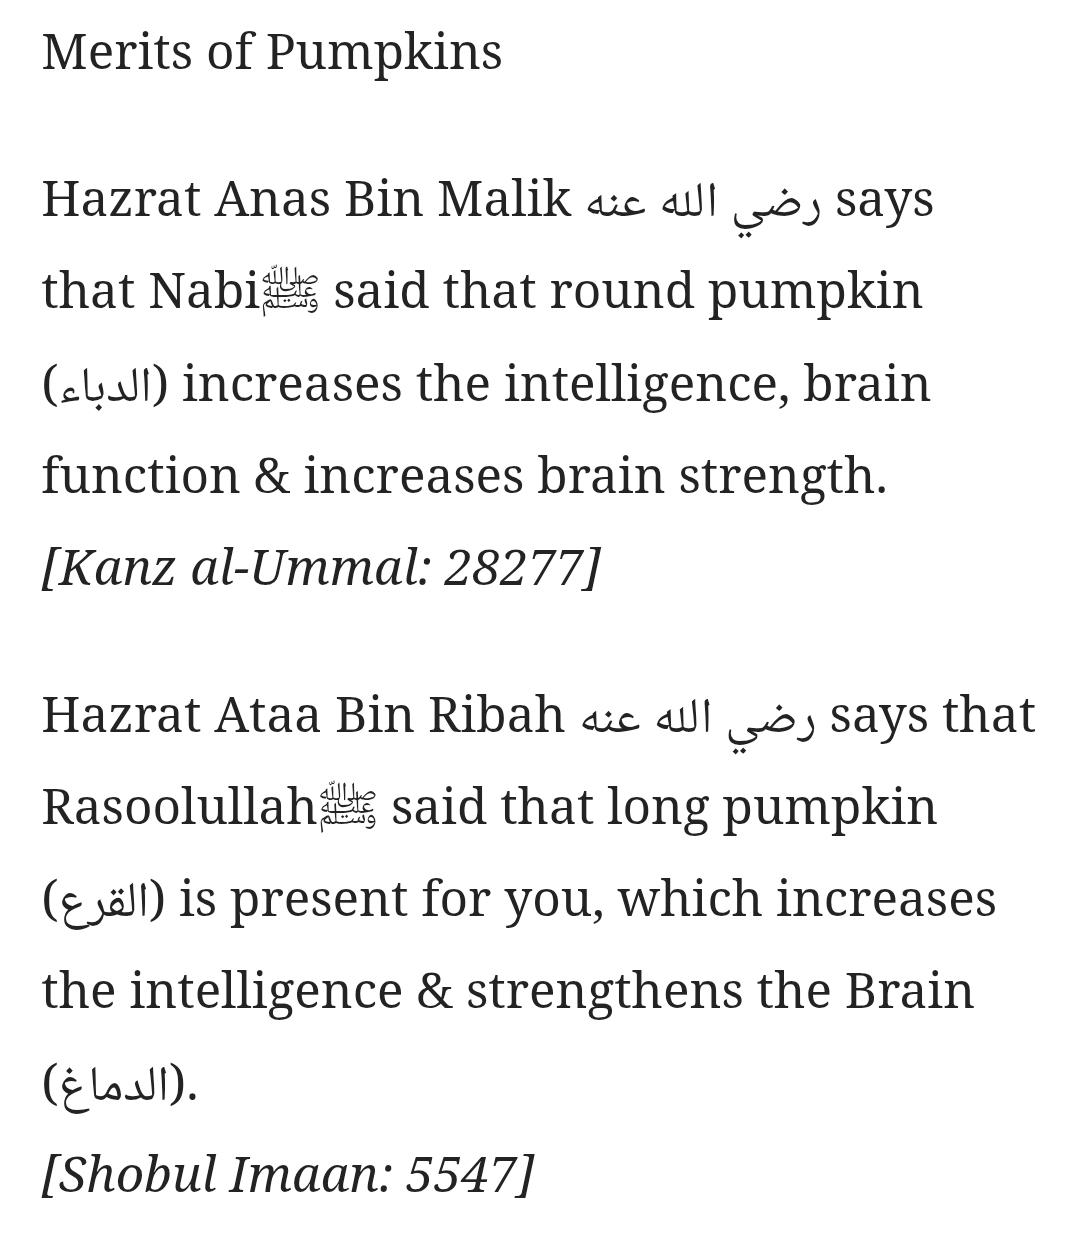 Merits of Pumpkins
Hazrat Anas Bin Malik رضي الله عنه says
that Nabiﷺ said that round pumpkin
(الدباء) increases the intelligence, brain
function & increases brain strength.
[Kanz al-Ummal: 28277]
Hazrat Ataa Bin Ribah رضي الله عنه says that
Rasoolullahﷺ said that long pumpkin
(القرع) is present for you, which increases
the intelligence & strengthens the Brain
(الدماغ).
[Shobul Imaan: 5547]